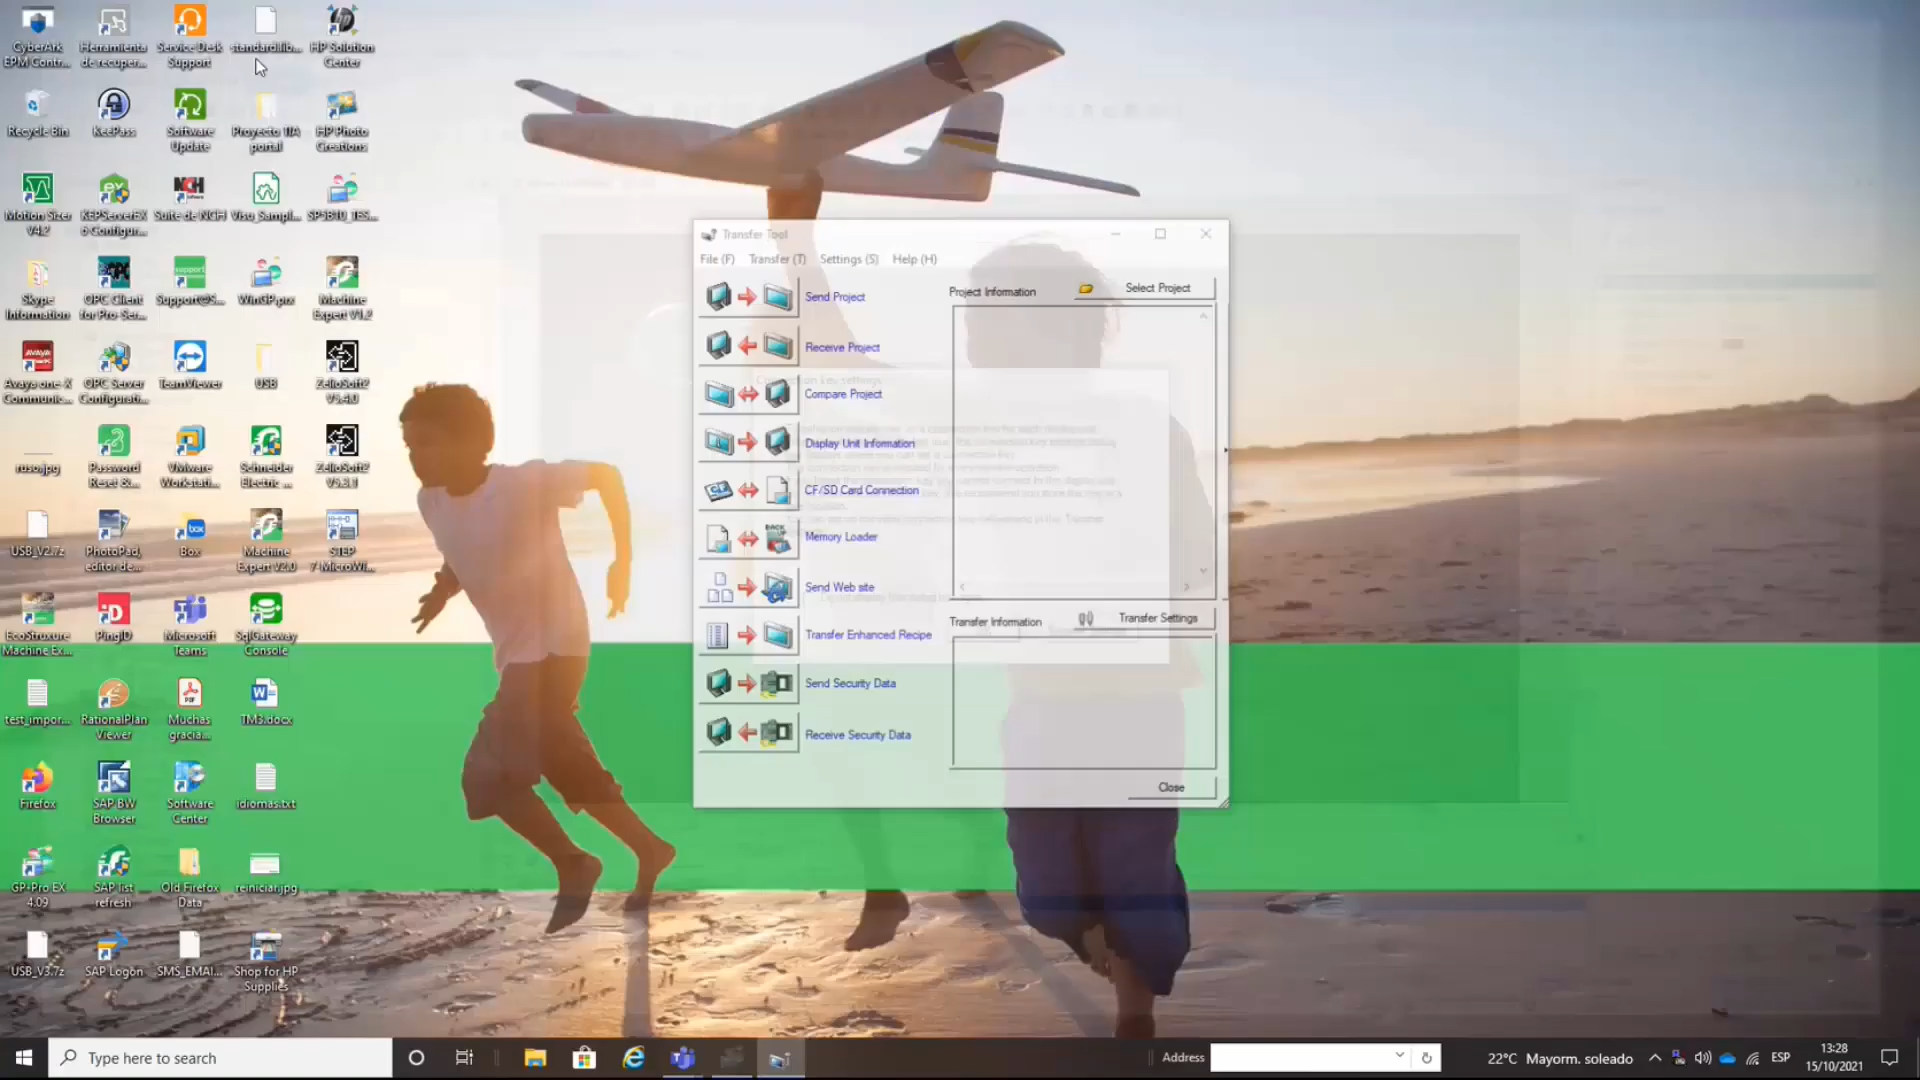 CyberArk
EPM Contr...
Herramienta
de recuper...
Service Desk
Support
standardlib...
HP Solution
Center
Recycle Bin
KeePass
Software
Update
Proyecto IIA
portal
HP Photo
Creations
Motion Sizer
V4.2
KEPServerEX
6 Configur...
Suite de NCH
Viso_Sampl...
SP5B10_TES...
Skype
Information
OPC Client
for Pro-Ser...
Support@S...
WinGP.prx
Machine
Expert V1.2
Avaya one-X
Communic...
OPC Server
Configurati...
TeamViewer
USB
ZelioSoft2
V5.4.0
ruso.jpg
Password
Reset &...
VMware
Workstati...
Schneider
Electric ...
ZelioSoft2
V5.3.1
USB_V2.7z
PhotoPad,
editor de...
Box
Machine
Expert V2.0
STEP
7-MicroWI...
EcoStruxure
Machine Ex...
PingID
Microsoft
Teams
SqlGateway
Console
test_impor...
RationalPlan
Viewer
Muchas
gracia...
TM3.docx
Firefox
SAP BW
Browser
Software
Center
idiomas.txt
GP-Pro EX
4.09
SAP list
refresh
Old Firefox
Data
reiniciar.jpg
USB_V3.7z
SAP Logon
SMS_EMAI...
Shop for HP
Supplies
Transfer Tool
File (F) Transfer (T) Settings (S) Help (H)
Send Project
Project Information
Select Project
Receive Project
Compare Project
Display Unit Information
CF/SD Card Connection
Memory Loader
Send Web site
Transfer Information
Transfer Settings
Transfer Enhanced Recipe
Send Security Data
Receive Security Data
Close
Type here to search
Address
22°C Mayorm. soleado
ESP
13:28
15/10/2021